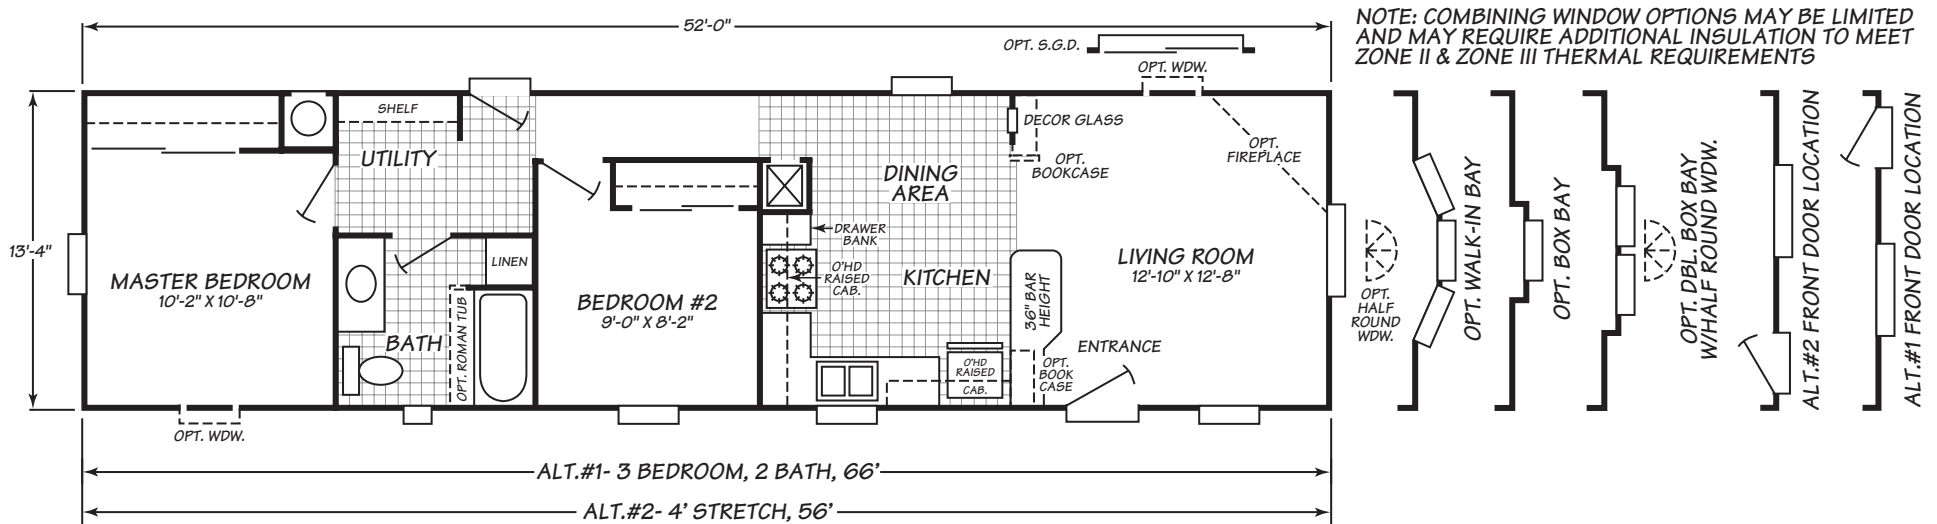 52'-0"
NOTE: COMBINING WINDOW OPTIONS MAY BE LIMITED
AND MAY REQUIRE ADDITIONAL INSULATION TO MEET
ZONE II & ZONE III THERMAL REQUIREMENTS
OPT. S.G.D.
OPT. WDW.
SHELF
UTILITY
DECOR GLASS
OPT.
BOOKCASE
OPT.
FIREPLACE
DINING
AREA
DRAWER
BANK
13'-4"
MASTER BEDROOM
10'-2" X 10'-8"
LINEN
BATH
OPT. ROMAN TUB
BEDROOM #2
9'-0" X 8'-2"
O'HD
RAISED
CAB.
KITCHEN
36" BAR
HEIGHT
LIVING ROOM
12'-10" X 12'-8"
ENTRANCE
O'HD
RAISED
CAB.
OPT.
BOOK
CASE
OPT. WDW.
OPT.
HALF
ROUND
WDW.
OPT. WALK-IN BAY
OPT. BOX BAY
OPT. DBL. BOX BAY
W/HALF ROUND WDW.
ALT.#2 FRONT DOOR LOCATION
ALT.#1 FRONT DOOR LOCATION
ALT.#1- 3 BEDROOM, 2 BATH, 66'
ALT.#2- 4' STRETCH, 56'